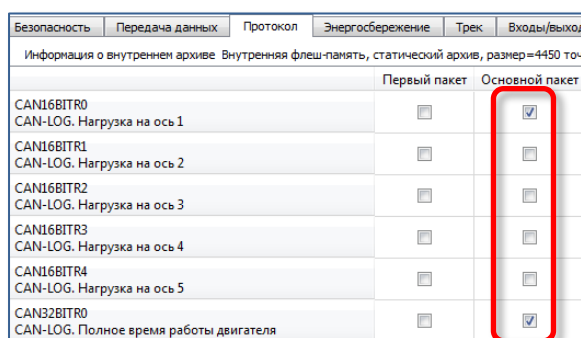 Безопасность Передача данных Протокол Энергосбережение Трек Входы/выход
Информация о внутреннем архиве Внутренняя флеш-память, статический архив, размер=4450 точ
Первый пакет Основной пакет
CAN16BITR0
CAN-LOG. Нагрузка на ось 1
CAN16BITR1
CAN-LOG. Нагрузка на ось 2
CAN16BITR2
CAN-LOG. Нагрузка на ось 3
CAN16BITR3
CAN-LOG. Нагрузка на ось 4
CAN16BITR4
CAN-LOG. Нагрузка на ось 5
CAN32BITR0
CAN-LOG. Полное время работы двигателя